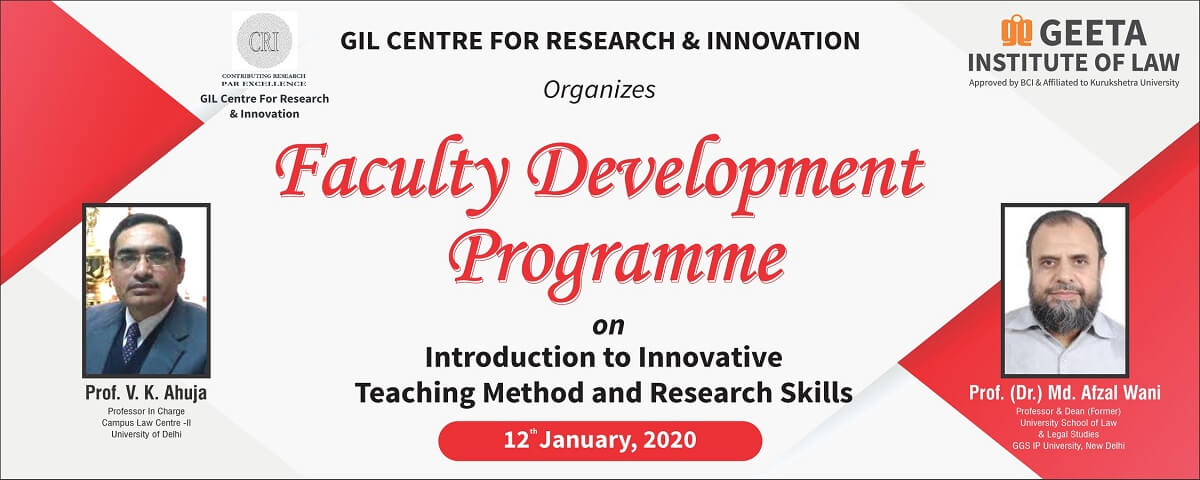 CRI
CONTRIBUTING RESEARCH
PAR EXCELLENCE
GIL Centre For Research
& Innovation
GIL CENTRE FOR RESEARCH & INNOVATION
Organizes
GEETA
INSTITUTE OF LAW
Approved by BCI & Affiliated to Kurukshetra University
Faculty Development
Programme
on
Introduction to Innovative
Teaching Method and Research Skills
12th January, 2020
Prof. V. K. Ahuja
Professor In Charge
Campus Law Centre -II
University of Delhi
Prof. (Dr.) Md. Afzal Wani
Professor & Dean (Former)
University School of Law
& Legal Studies
GGS IP University, New Delhi